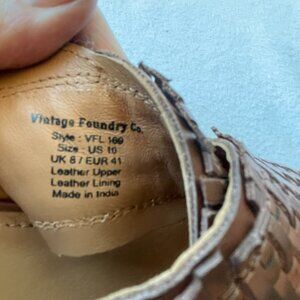 Vintage Foundry Co.
Style : VFL 169
Size : US 10
UK 8 / EUR 41
Leather Upper
Leather Lining
Made in India